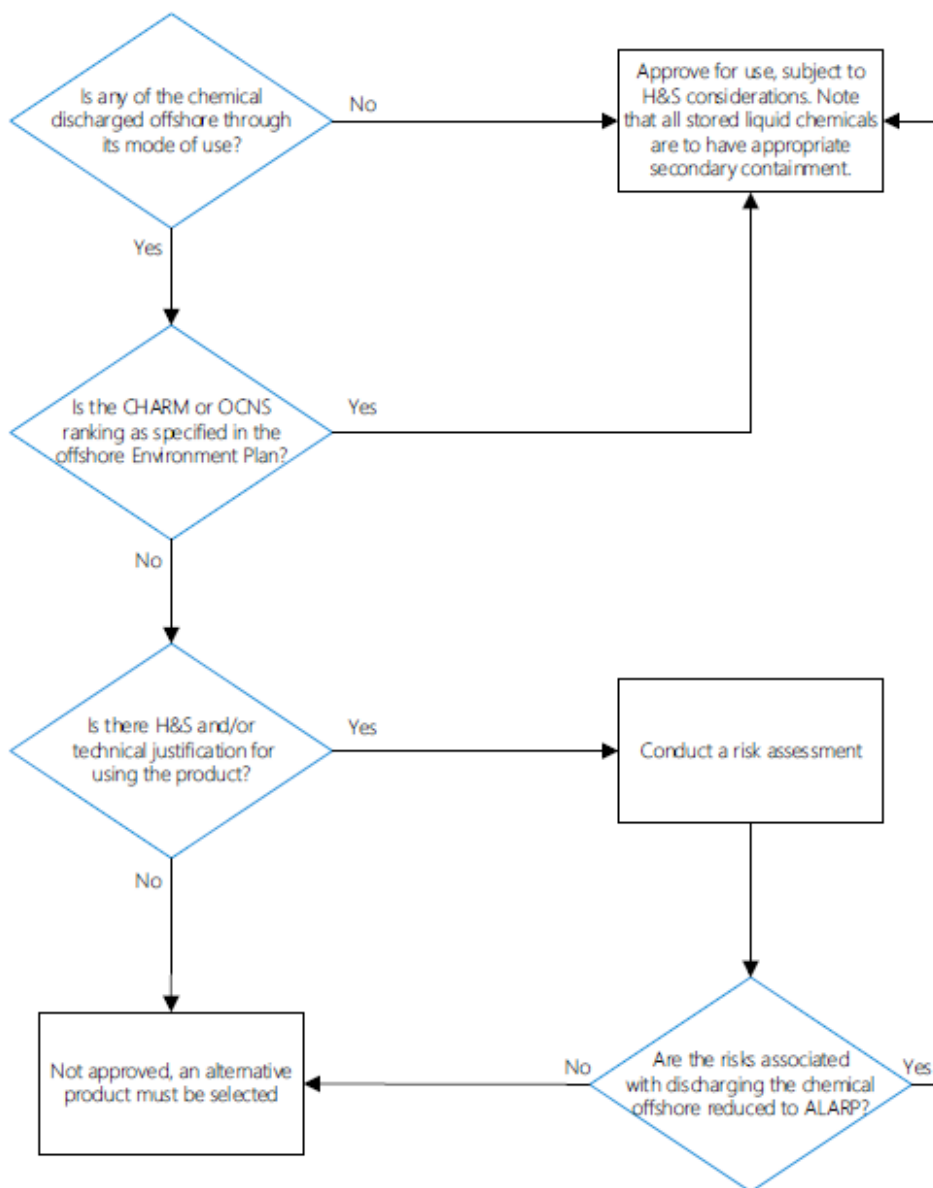 Is any of the chemical
discharged offshore through
its mode of use?
No
Approve for use, subject to
H&S considerations. Note
that all stored liquid chemicals
are to have appropriate
secondary containment.
Yes
Is the CHARM or OCNS
ranking as specified in the
offshore Environment Plan?
Yes
No
Is there H&S and/or
technical justification for
using the product?
Yes
Conduct a risk assessment
No
Not approved, an alternative
product must be selected
No
Are the risks associated
with discharging the chemical
offshore reduced to ALARP?
Yes